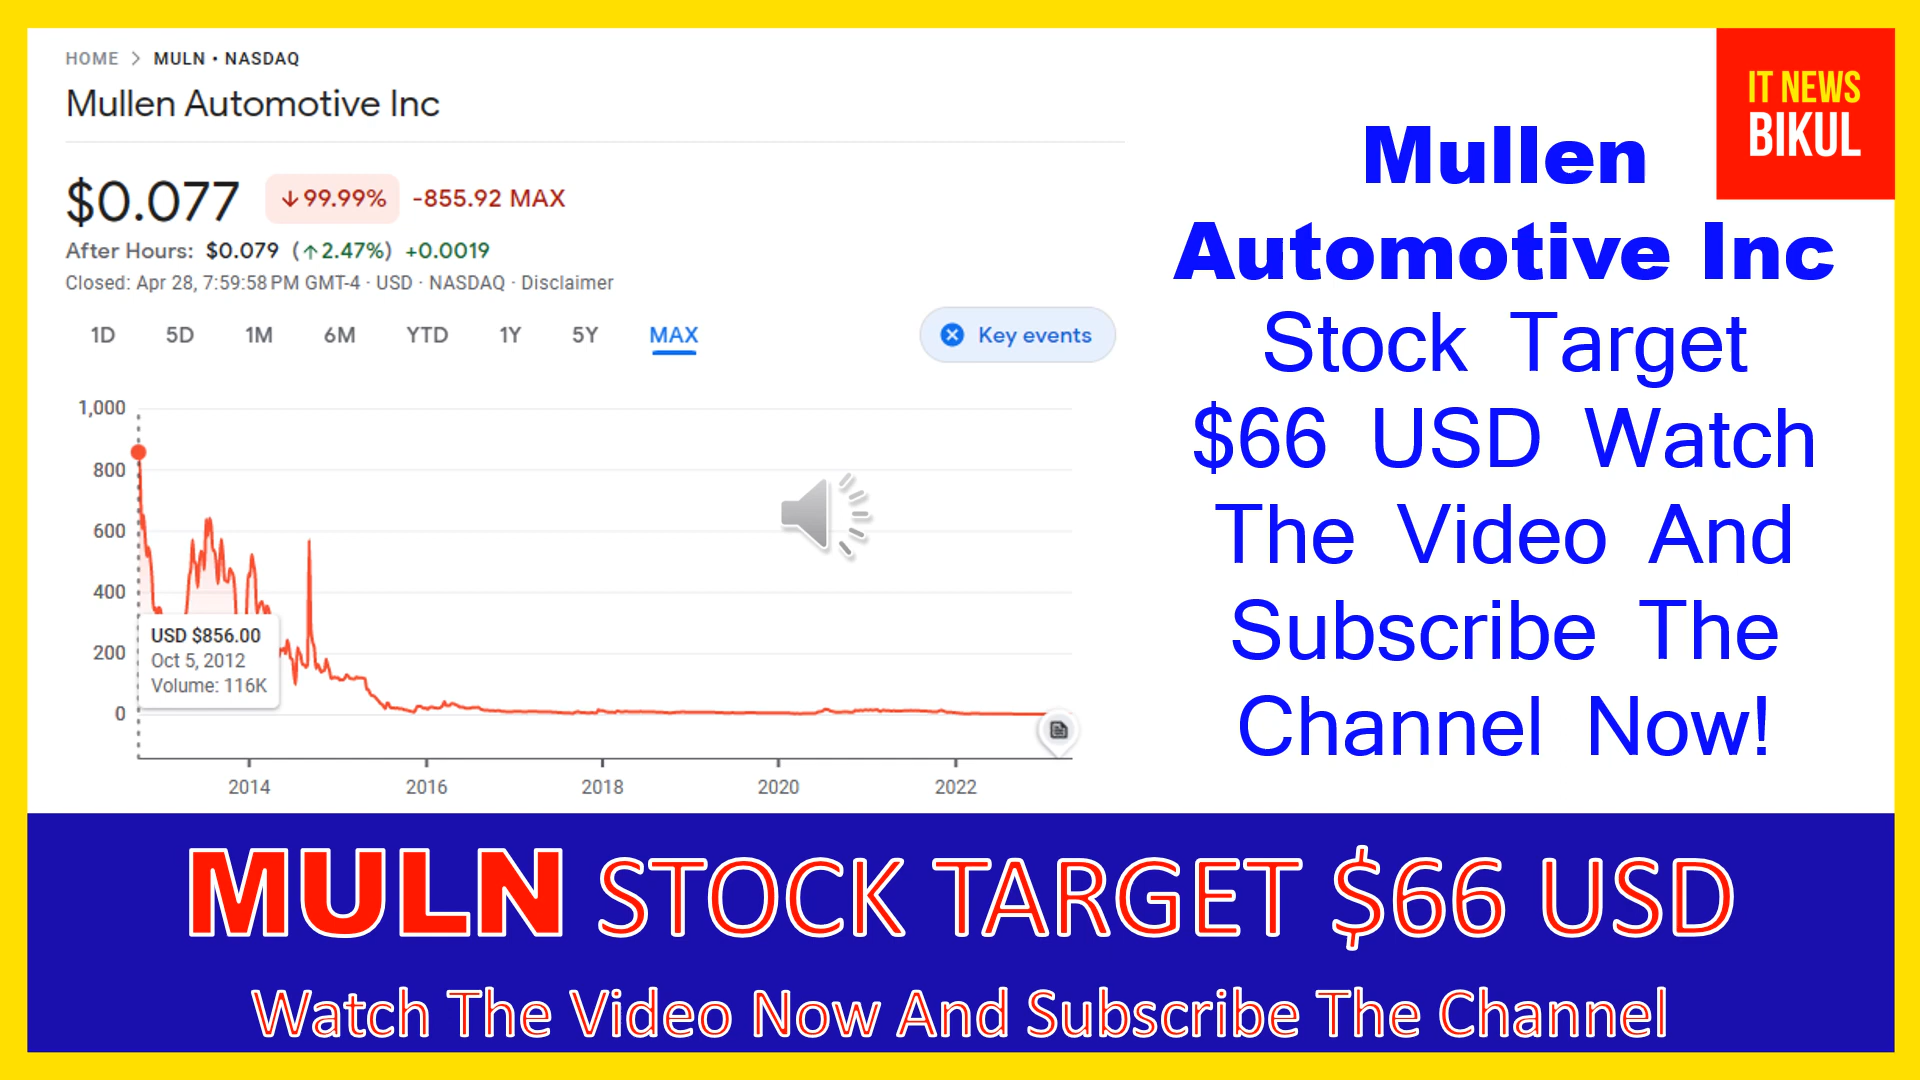 HOME > MULN • NASDAQ
Mullen Automotive Inc
$0.077 ↓99.99% -855.92 MAX
After Hours: $0.079 (↑2.47%) +0.0019
Closed: Apr 28, 7:59:58 PM GMT-4 · USD · NASDAQ · Disclaimer
1D 5D 1M 6M YTD 1Y 5Y MAX
Key events
1,000
800
600
400
200
0
USD $856.00
Oct 5, 2012
Volume: 116K
2014 2016 2018 2020 2022
IT NEWS
BIKUL
Mullen
Automotive Inc
Stock Target
$66 USD Watch
The Video And
Subscribe The
Channel Now!
MULN STOCK TARGET $66 USD
Watch The Video Now And Subscribe The Channel